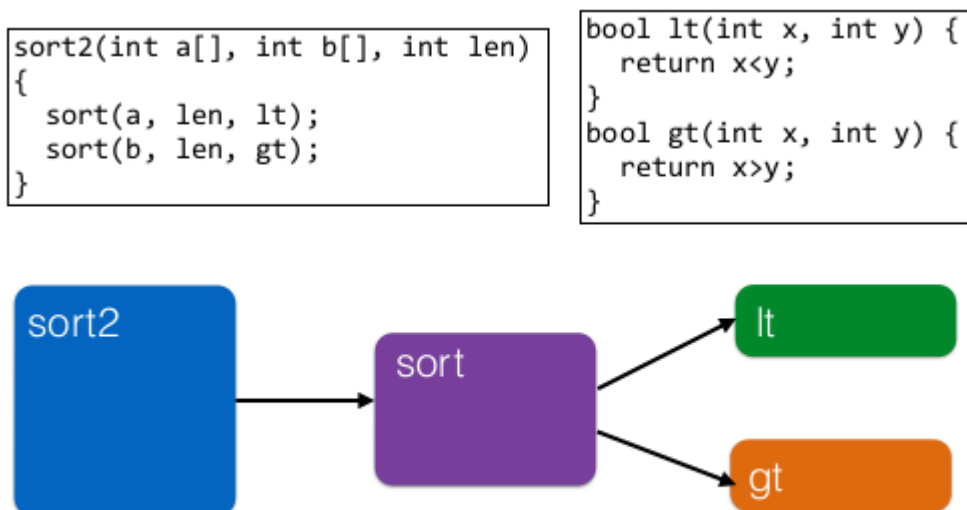 sort2(int a[], int b[], int len)
{
  sort(a, len, lt);
  sort(b, len, gt);
}
bool lt(int x, int y) {
  return x<y;
}
bool gt(int x, int y) {
  return x>y;
}
sort2
sort
lt
gt